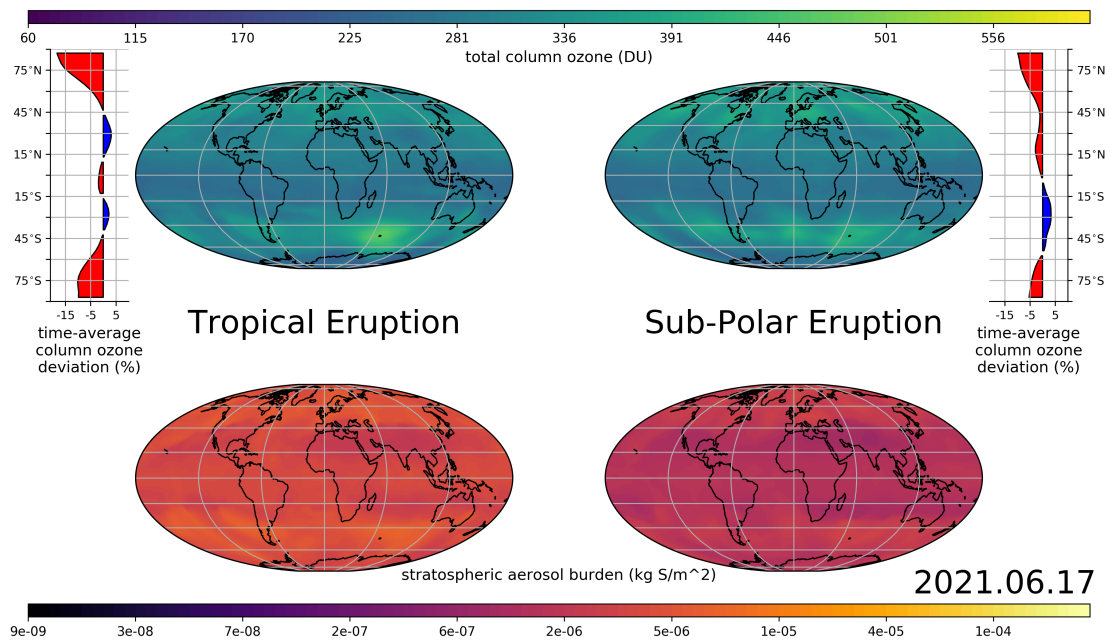 60 115 170 225 281 336 391 446 501 556
total column ozone (DU)
75°N
45°N
15°N
15°S
45°S
75°S
-15 -5 5
time-average
column ozone
deviation (%)
75°N
45°N
15°N
15°S
45°S
75°S
-15 -5 5
time-average
column ozone
deviation (%)
Tropical Eruption
Sub-Polar Eruption
stratospheric aerosol burden (kg S/m^2)
2021.06.17
9e-09 3e-08 7e-08 2e-07 6e-07 2e-06 5e-06 1e-05 4e-05 1e-04